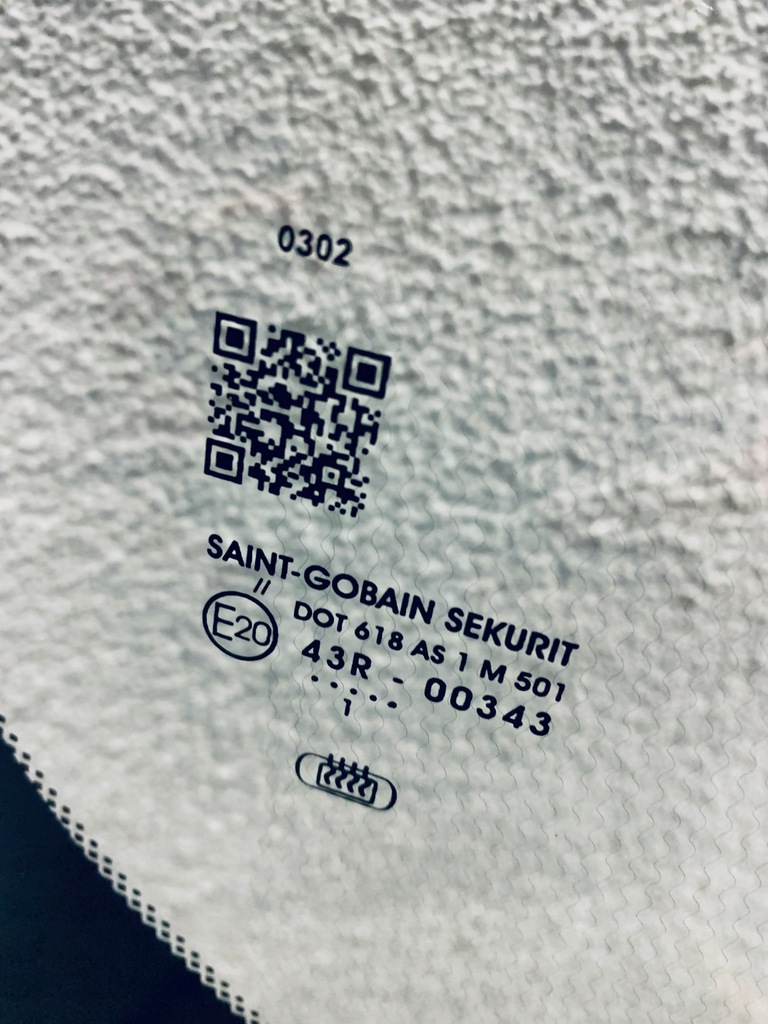 0302
SAINT-GOBAIN SEKURIT
//
E20
DOT 618 AS 1 M 501
43R - 00343
.....
1